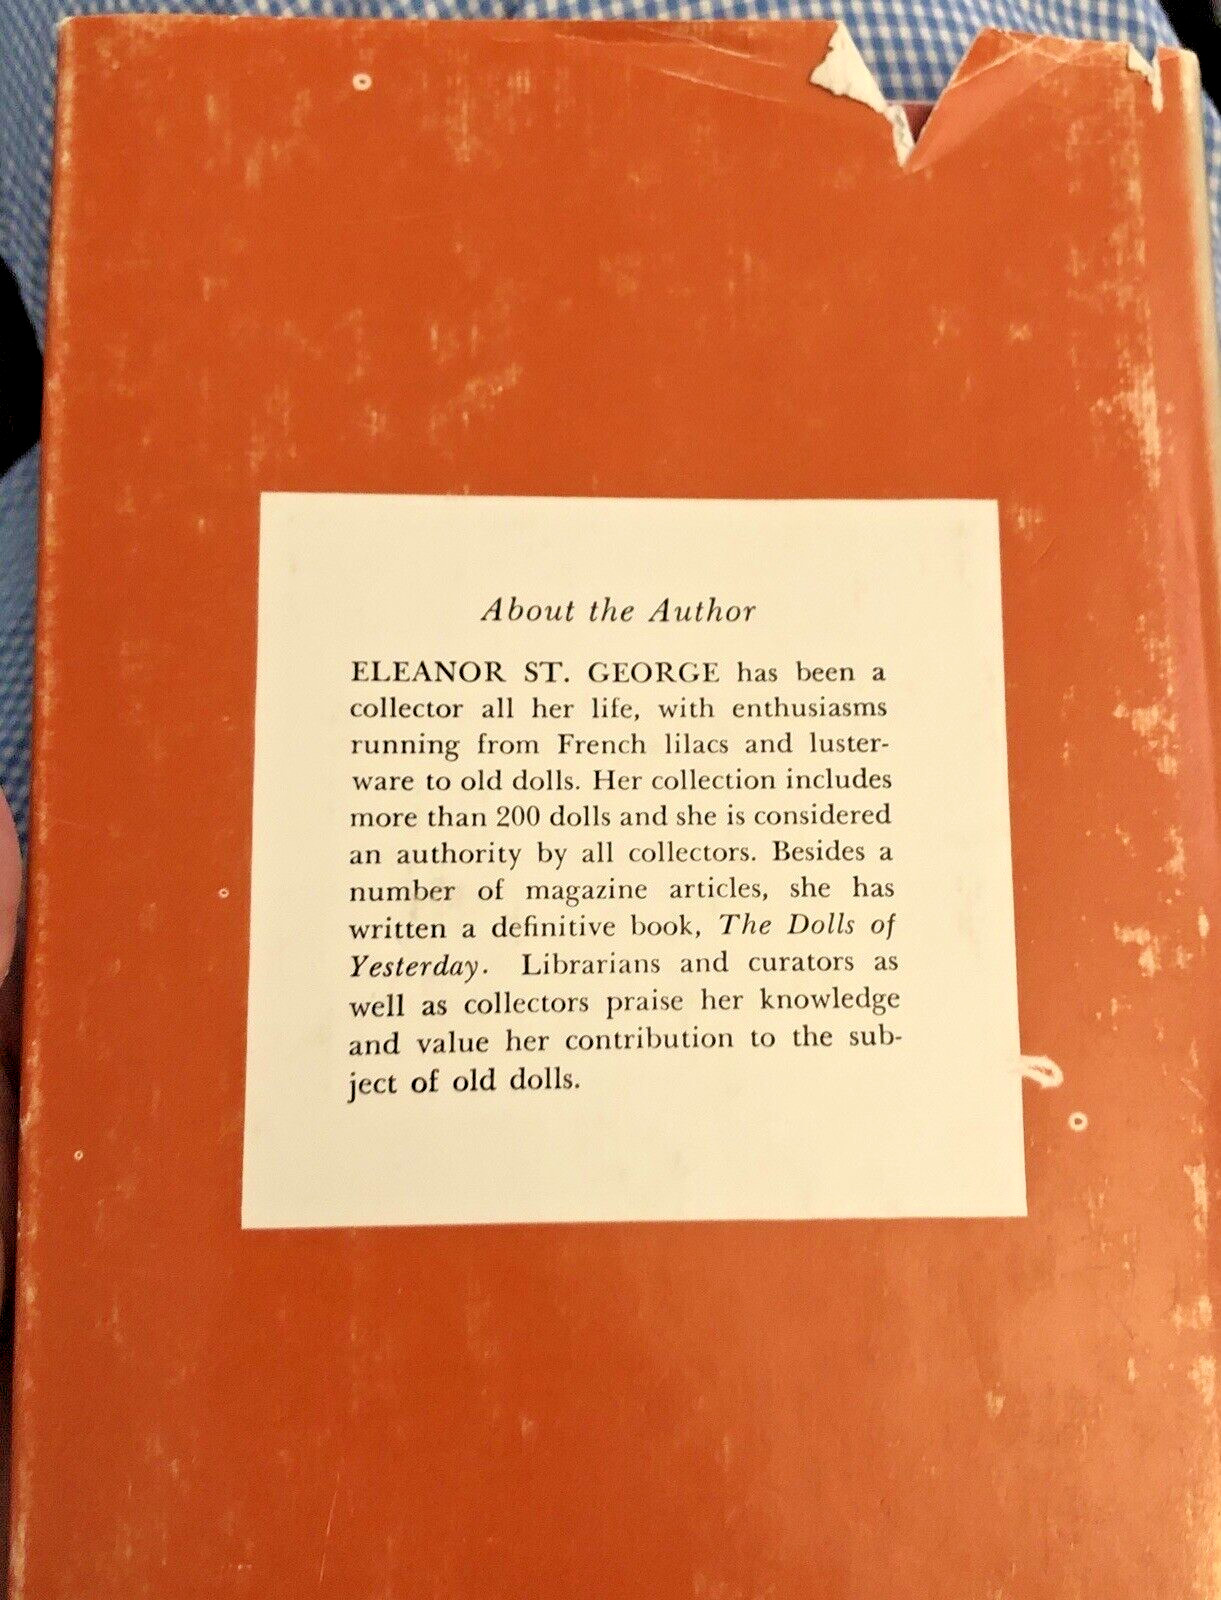 About the Author
ELEANOR ST. GEORGE has been a
collector all her life, with enthusiasms
running from French lilacs and luster-
ware to old dolls. Her collection includes
more than 200 dolls and she is considered
an authority by all collectors. Besides a
number of magazine articles, she has
written a definitive book, The Dolls of
Yesterday. Librarians and curators as
well as collectors praise her knowledge
and value her contribution to the sub-
ject of old dolls.